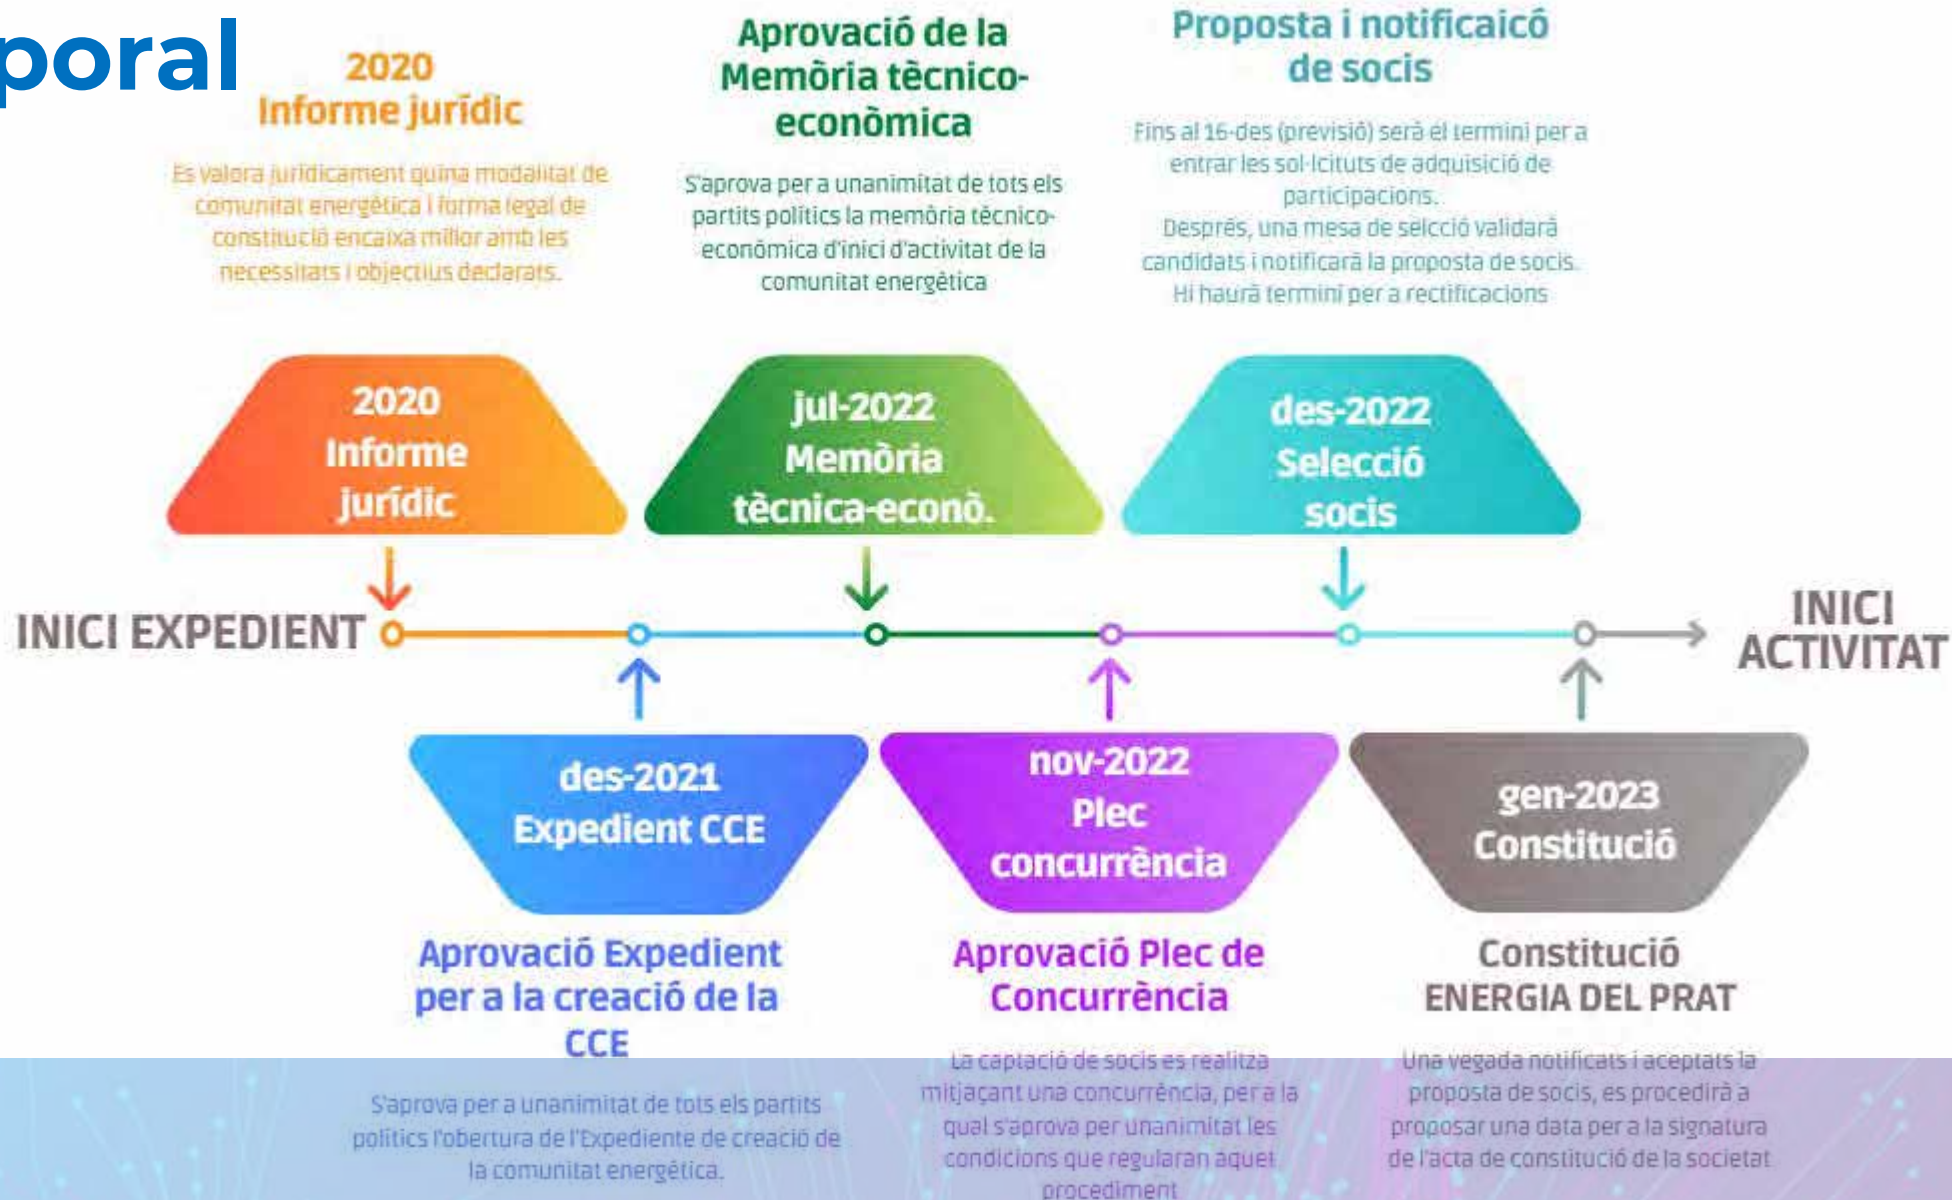 poral
2020
Informe jurídic
Es valora jurídicament quina modalitat de
comunitat energètica i forma legal de
constitució encaixa millor amb les
necessitats i objectius declarats.
Aprovació de la
Memòria tècnico-
econòmica
S'aprova per a unanimitat de tots els
partits polítics la memòria tècnico-
econòmica d'inici d'activitat de la
comunitat energètica
Proposta i notificaicó
de socis
Fins al 16-des (previsió) serà el termini per a
entrar les sol·lcituts de adquisició de
participacions.
Després, una mesa de selcció validarà
candidats i notificarà la proposta de socis.
Hi haurà termini per a rectificacions
2020
Informe
jurídic
jul-2022
Memòria
tècnica-econò.
des-2022
Selecció
socis
INICI EXPEDIENT
INICI
ACTIVITAT
des-2021
Expedient CCE
nov-2022
Plec
concurrència
gen-2023
Constitució
Aprovació Expedient
per a la creació de la
CCE
S'aprova per a unanimitat de tots els partits
polítics l'obertura de l'Expediente de creació de
la comunitat energètica.
Aprovació Plec de
Concurrència
La captació de socis es realitza
mitjaçant una concurrència, per a la
qual s'aprova per unanimitat les
condicions que regularan aquet
procediment
Constitució
ENERGIA DEL PRAT
Una vegada notificats i aceptats la
proposta de socis, es procedirà a
proposar una data per a la signatura
de l'acta de constitució de la societat